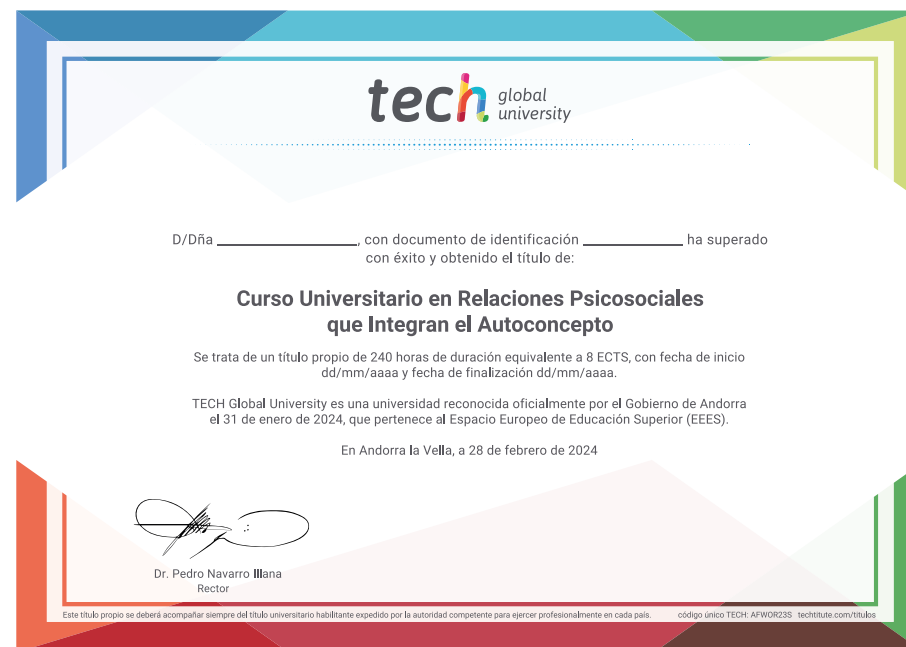 tech global university
D/Dña ____________________, con documento de identificación ______________ ha superado
con éxito y obtenido el título de:
Curso Universitario en Relaciones Psicosociales
que Integran el Autoconcepto
Se trata de un título propio de 240 horas de duración equivalente a 8 ECTS, con fecha de inicio
dd/mm/aaaa y fecha de finalización dd/mm/aaaa.
TECH Global University es una universidad reconocida oficialmente por el Gobierno de Andorra
el 31 de enero de 2024, que pertenece al Espacio Europeo de Educación Superior (EEES).
En Andorra la Vella, a 28 de febrero de 2024
Dr. Pedro Navarro Illana
Rector
Este título propio se deberá acompañar siempre del título universitario habilitante expedido por la autoridad competente para ejercer profesionalmente en cada país. código único TECH: AFWOR23S techtitute.com/titulos